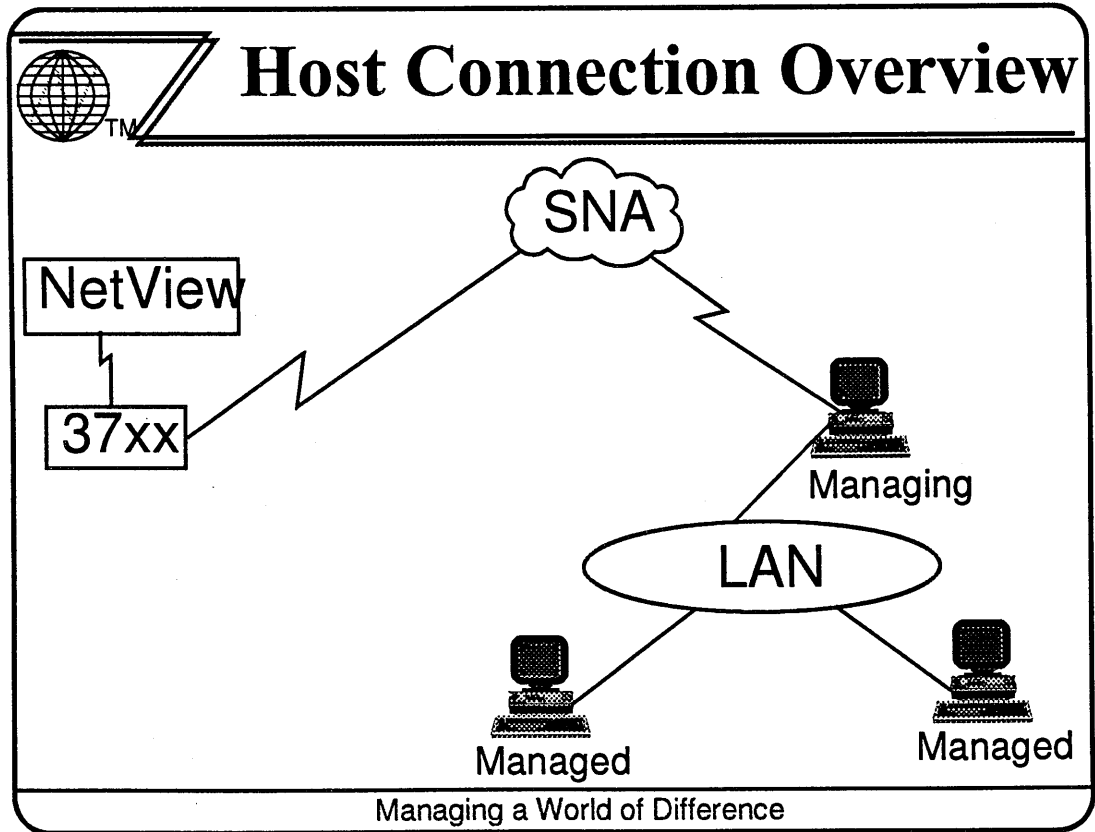 Host Connection Overview
TM
SNA
NetView
37xx
Managing
LAN
Managed
Managed
Managing a World of Difference